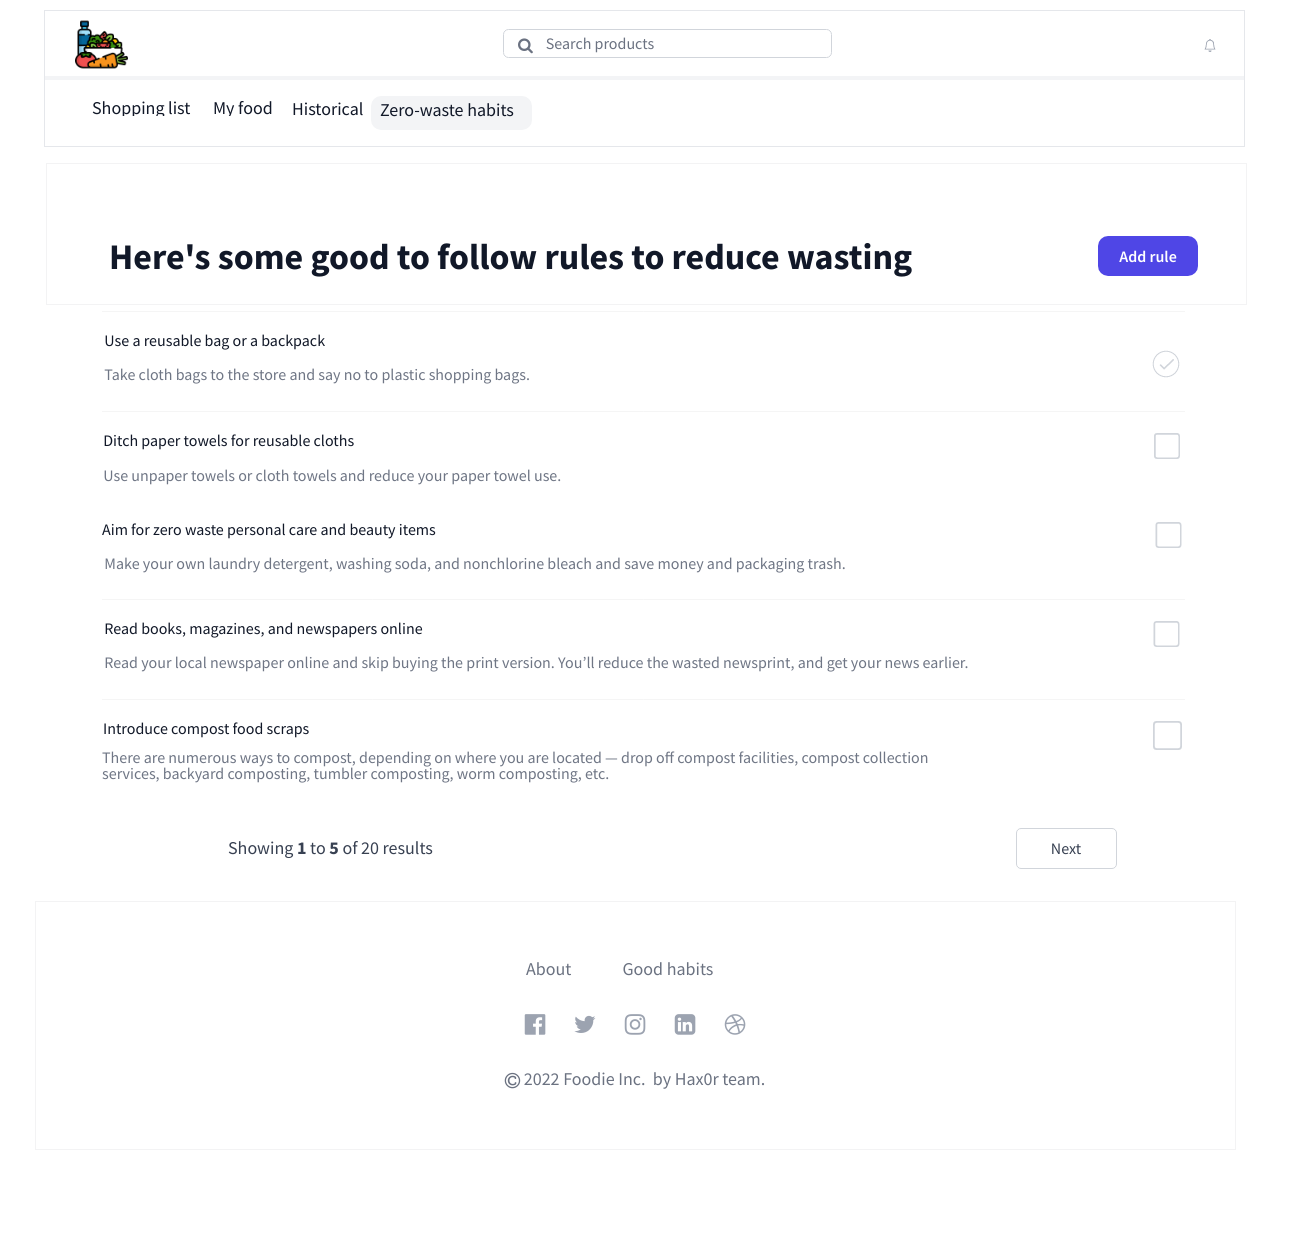 Search products
Shopping list My food Historical Zero-waste habits
Here's some good to follow rules to reduce wasting
Add rule
Use a reusable bag or a backpack
Take cloth bags to the store and say no to plastic shopping bags.
Ditch paper towels for reusable cloths
Use unpaper towels or cloth towels and reduce your paper towel use.
Aim for zero waste personal care and beauty items
Make your own laundry detergent, washing soda, and nonchlorine bleach and save money and packaging trash.
Read books, magazines, and newspapers online
Read your local newspaper online and skip buying the print version. You’ll reduce the wasted newsprint, and get your news earlier.
Introduce compost food scraps
There are numerous ways to compost, depending on where you are located — drop off compost facilities, compost collection
services, backyard composting, tumbler composting, worm composting, etc.
Showing 1 to 5 of 20 results
Next
About Good habits
© 2022 Foodie Inc. by Hax0r team.